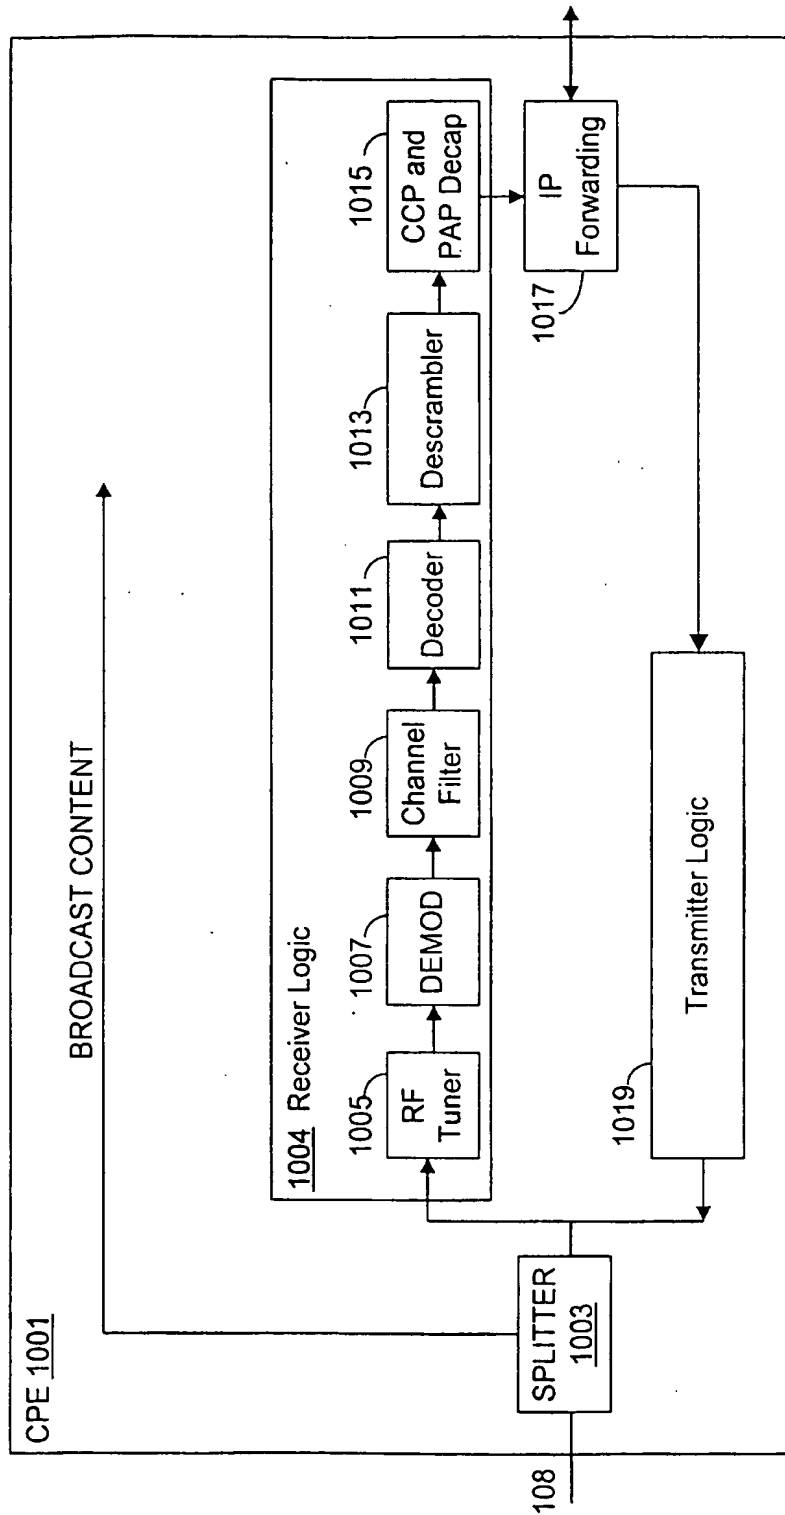 CPE 1001
BROADCAST CONTENT
108
SPLITTER
1003
1004 Receiver Logic
1005
RF
Tuner
1007
DEMOD
1009
Channel
Filter
1011
Decoder
1013
Descrambler
1015
CCP and
PAP Decap
IP
Forwarding
1017
1019
Transmitter Logic